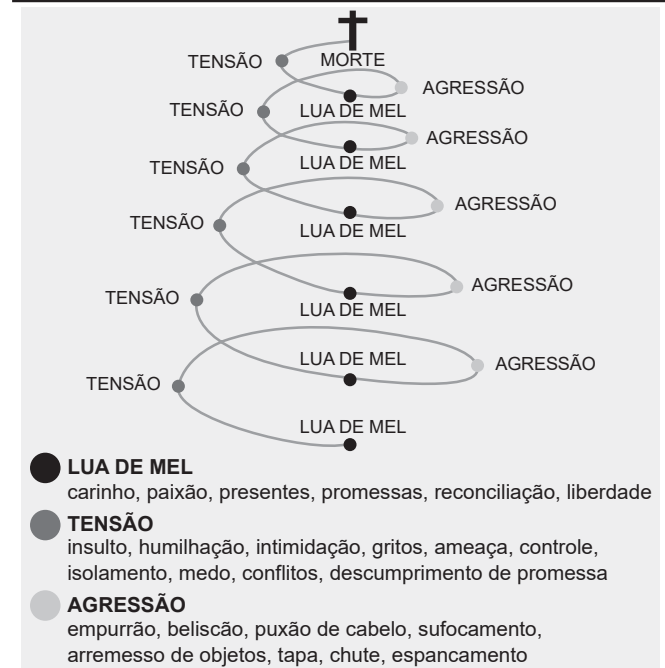 TENSÃO
MORTE
AGRESSÃO
TENSÃO
LUA DE MEL
AGRESSÃO
TENSÃO
LUA DE MEL
AGRESSÃO
TENSÃO
LUA DE MEL
AGRESSÃO
TENSÃO
LUA DE MEL
LUA DE MEL
AGRESSÃO
TENSÃO
LUA DE MEL
LUA DE MEL
carinho, paixão, presentes, promessas, reconciliação, liberdade
TENSÃO
insulto, humilhação, intimidação, gritos, ameaça, controle,
isolamento, medo, conflitos, descumprimento de promessa
AGRESSÃO
empurrão, beliscão, puxão de cabelo, sufocamento,
arremesso de objetos, tapa, chute, espancamento